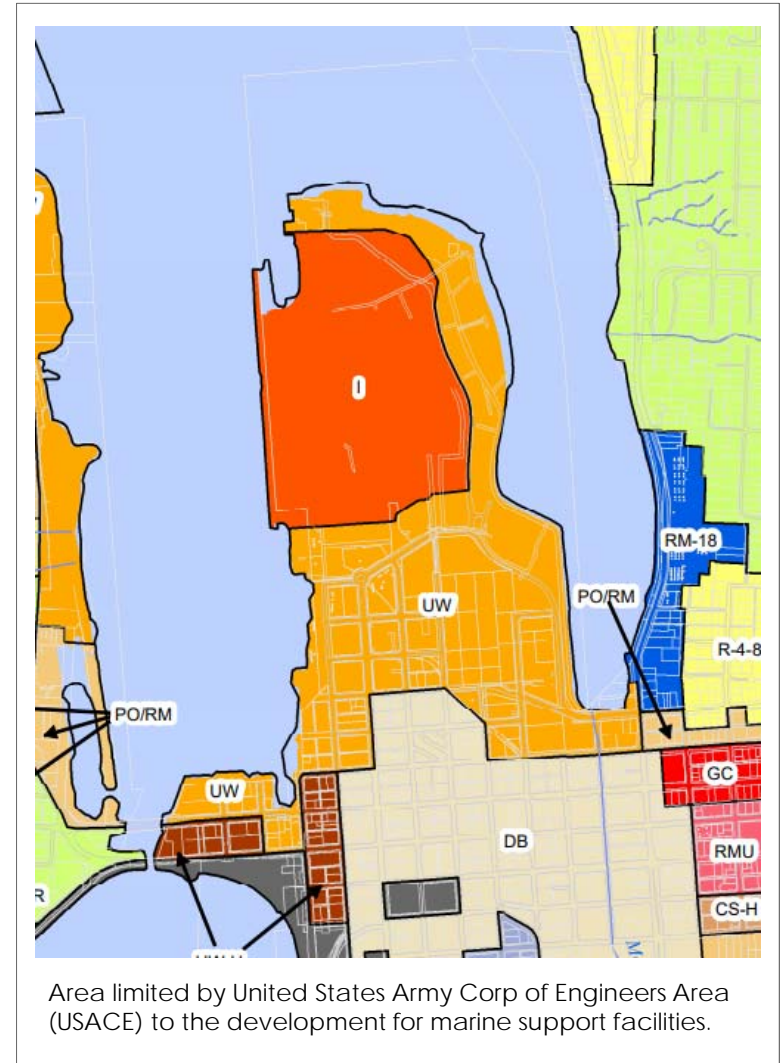 I
RM-18
UW
PO/RM
R-4-8
PO/RM
GC
UW
DB
RMU
R
CS-H
Area limited by United States Army Corp of Engineers Area
(USACE) to the development for marine support facilities.